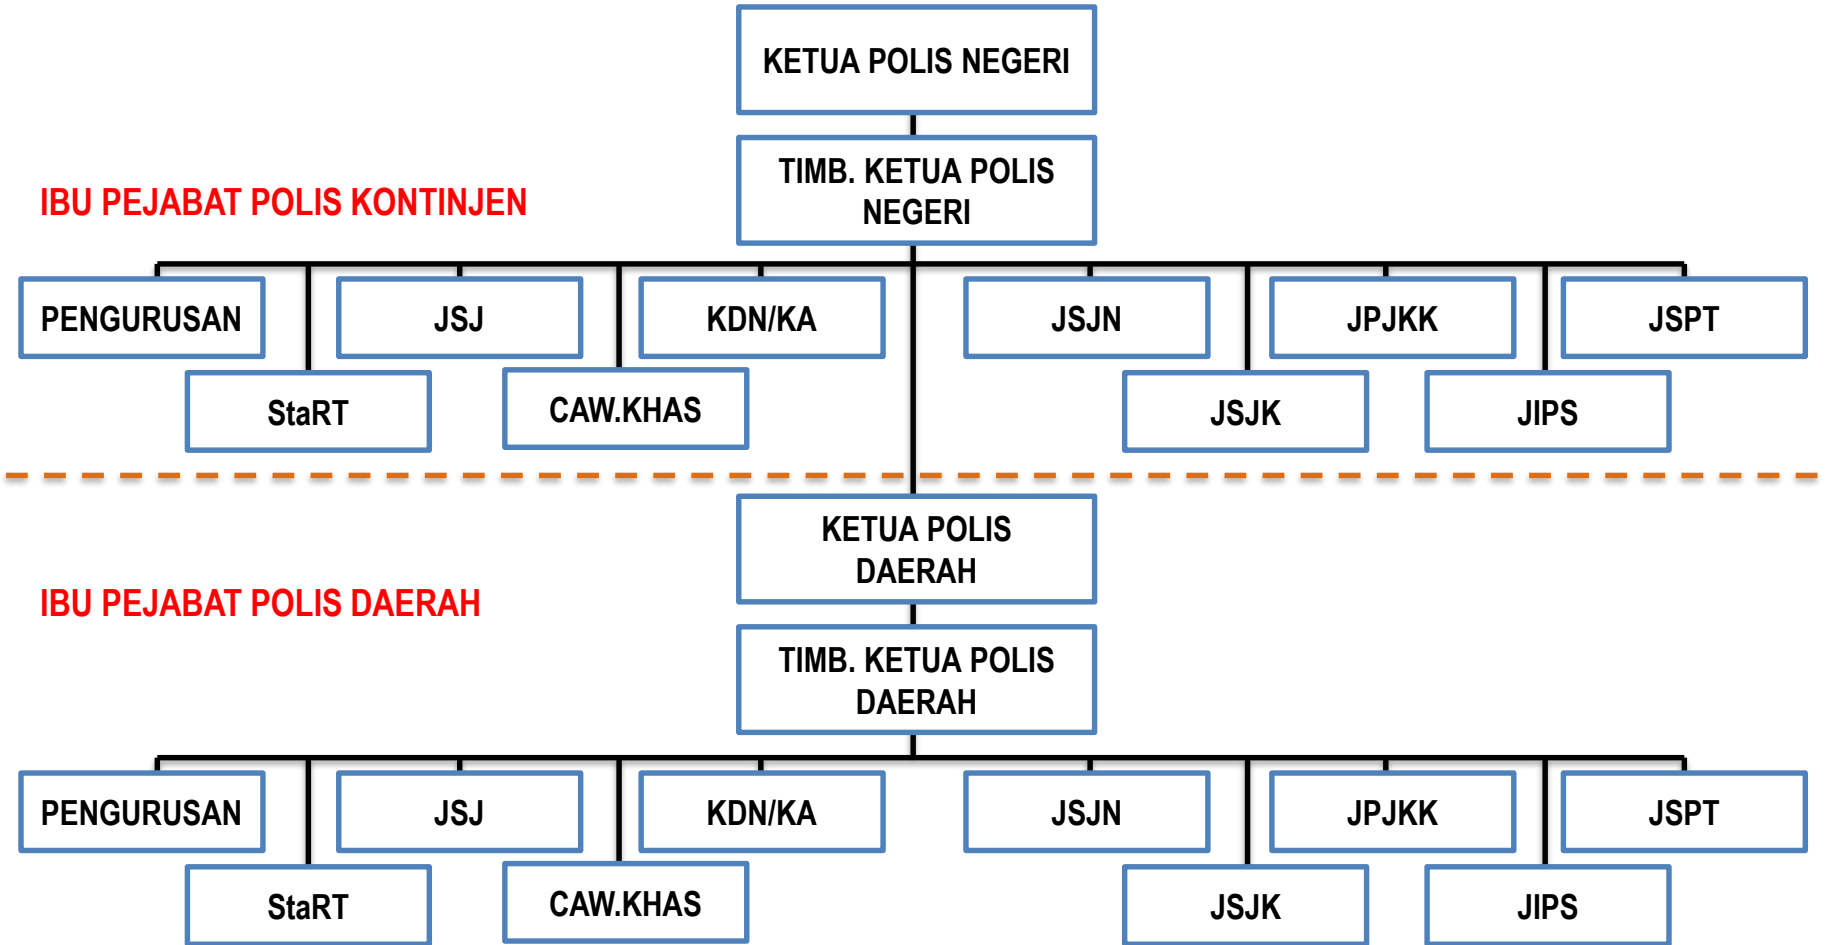 KETUA POLIS NEGERI
TIMB. KETUA POLIS
NEGERI
IBU PEJABAT POLIS KONTINJEN
PENGURUSAN
JSJ
KDN/KA
JSJN
JPJKK
JSPT
StaRT
CAW.KHAS
JSJK
JIPS
KETUA POLIS
DAERAH
IBU PEJABAT POLIS DAERAH
TIMB. KETUA POLIS
DAERAH
PENGURUSAN
JSJ
KDN/KA
JSJN
JPJKK
JSPT
StaRT
CAW.KHAS
JSJK
JIPS